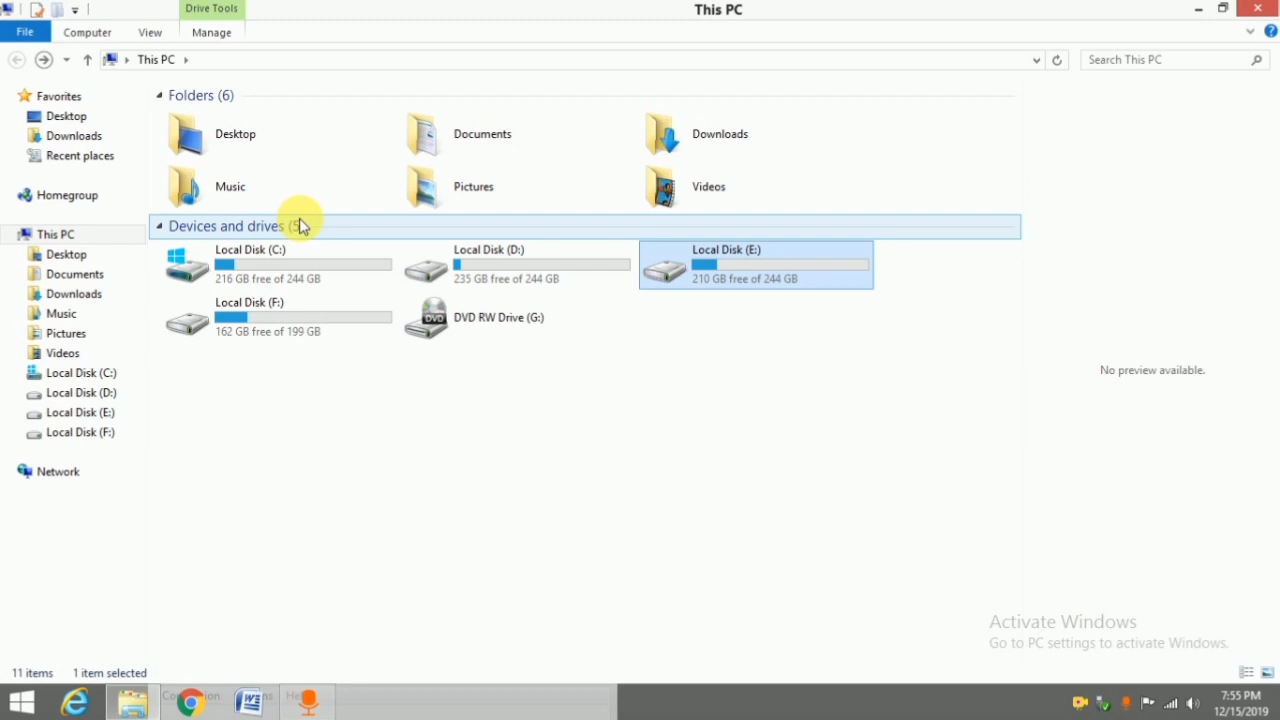 Drive Tools
This PC
File
Computer
View
Manage
This PC
Search This PC
Favorites
Desktop
Downloads
Recent places
Homegroup
This PC
Desktop
Documents
Downloads
Music
Pictures
Videos
Local Disk (C:)
Local Disk (D:)
Local Disk (E:)
Local Disk (F:)
Network
Folders (6)
Desktop
Documents
Downloads
Music
Pictures
Videos
Devices and drives (5)
Local Disk (C:)
216 GB free of 244 GB
Local Disk (D:)
235 GB free of 244 GB
Local Disk (E:)
210 GB free of 244 GB
Local Disk (F:)
162 GB free of 199 GB
DVD
DVD RW Drive (G:)
No preview available.
Activate Windows
Go to PC settings to activate Windows.
11 items
1 item selected
7:55 PM
12/15/2019